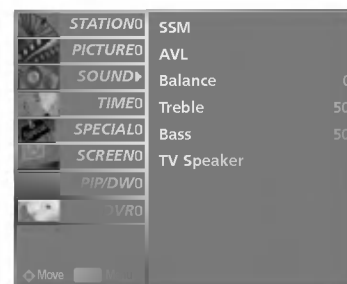 STATION0
PICTURE0
SOUND
TIME0
SPECIAL0
SCREEN0
PIP/DW0
DVR0
SSM
AVL
Balance 0
Treble 50
Bass 50
TV Speaker
Move